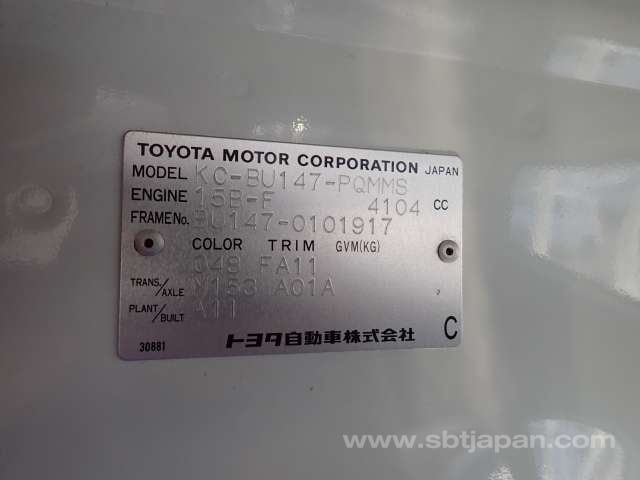 TOYOTA MOTOR CORPORATION JAPAN
MODEL KC-BU147-PQMMS
ENGINE 15B-F 4104 CC
FRAME No. BU147-0101917
COLOR TRIM GVM(KG)
048 FA11
TRANS./AXLE M153 A01A
PLANT/BUILT A11
30881 トヨタ自動車株式会社 C
www.sbtjapan.com